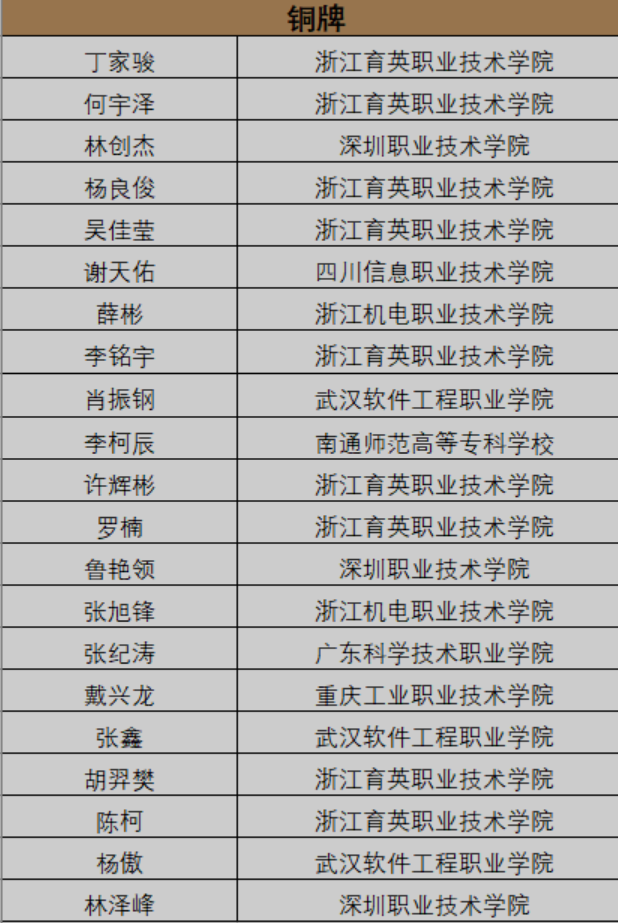 铜牌
丁家骏 浙江育英职业技术学院
何宇泽 浙江育英职业技术学院
林创杰 深圳职业技术学院
杨良俊 浙江育英职业技术学院
吴佳莹 浙江育英职业技术学院
谢天佑 四川信息职业技术学院
薛彬 浙江机电职业技术学院
李铭宇 浙江育英职业技术学院
肖振钢 武汉软件工程职业学院
李柯辰 南通师范高等专科学校
许辉彬 浙江育英职业技术学院
罗楠 浙江育英职业技术学院
鲁艳领 深圳职业技术学院
张旭锋 浙江机电职业技术学院
张纪涛 广东科学技术职业学院
戴兴龙 重庆工业职业技术学院
张鑫 武汉软件工程职业学院
胡羿樊 浙江育英职业技术学院
陈柯 浙江育英职业技术学院
杨傲 武汉软件工程职业学院
林泽峰 深圳职业技术学院